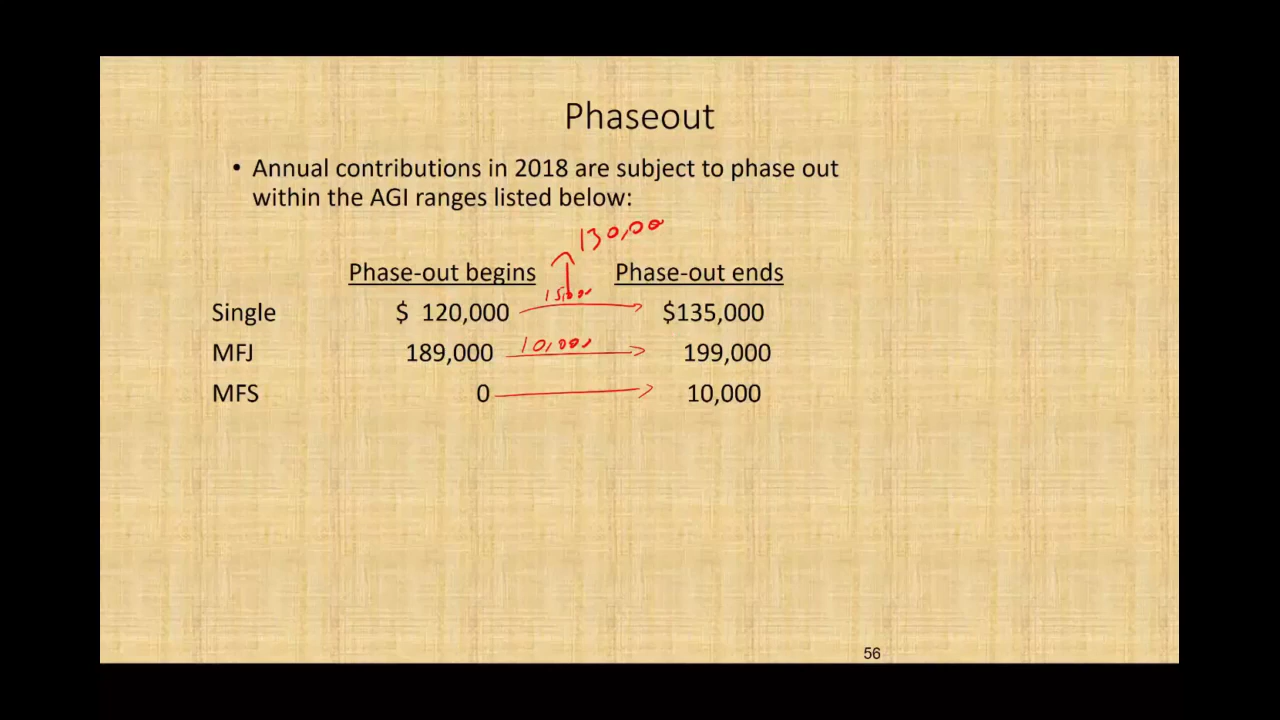 Phaseout
• Annual contributions in 2018 are subject to phase out
within the AGI ranges listed below:
130,00
Phase-out begins Phase-out ends
15,000
Single $ 120,000 $135,000
10,000
MFJ 189,000 199,000
MFS 0 10,000
56